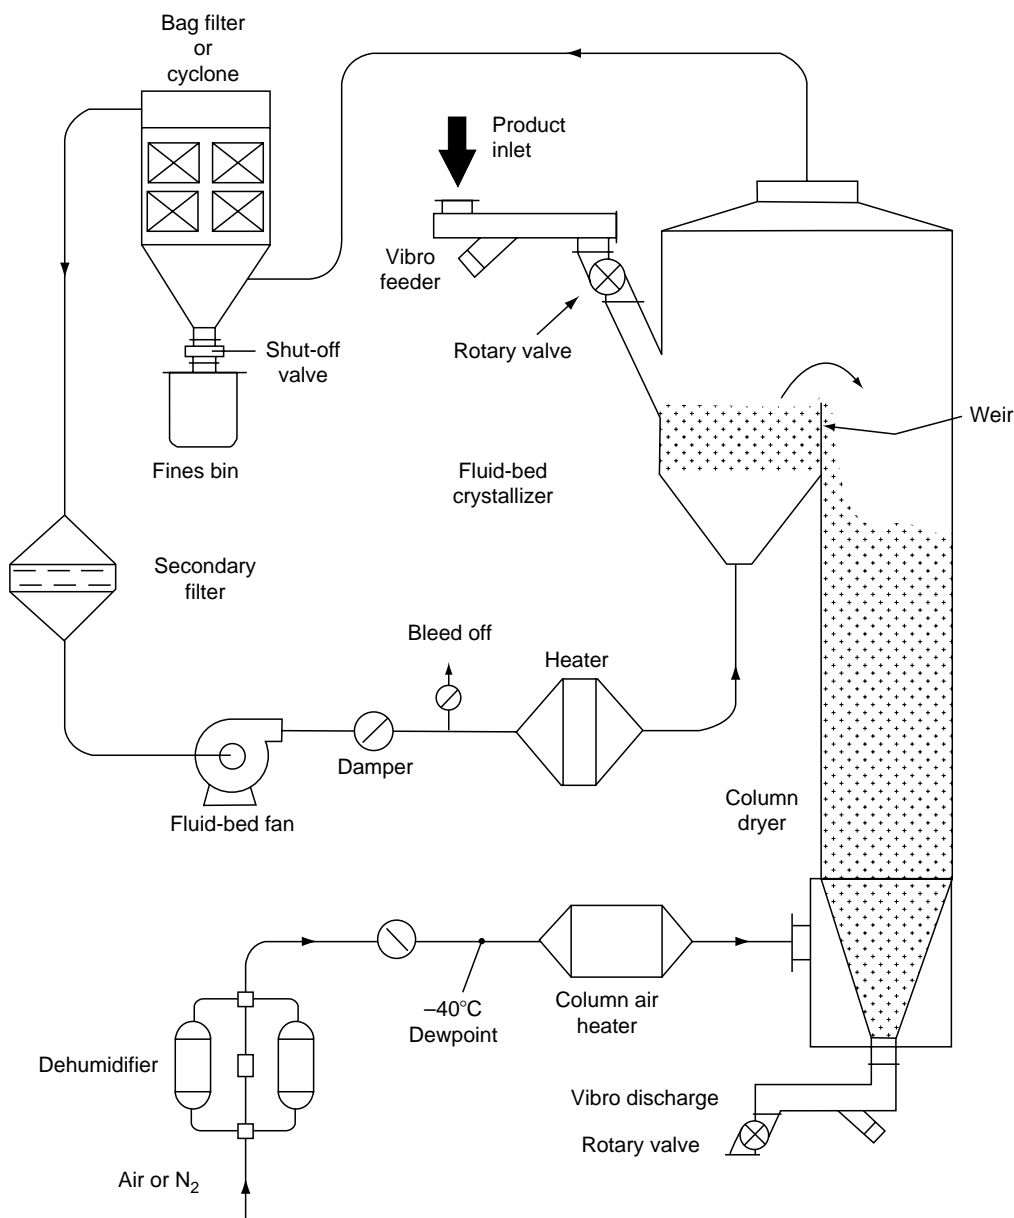 Bag filter
or
cyclone
Product
inlet
Vibro
feeder
Rotary valve
Shut-off
valve
Weir
Fines bin
Fluid-bed
crystallizer
Secondary
filter
Bleed off
Heater
Damper
Column
dryer
Fluid-bed fan
–40°C
Dewpoint
Column air
heater
Dehumidifier
Vibro discharge
Rotary valve
Air or N₂